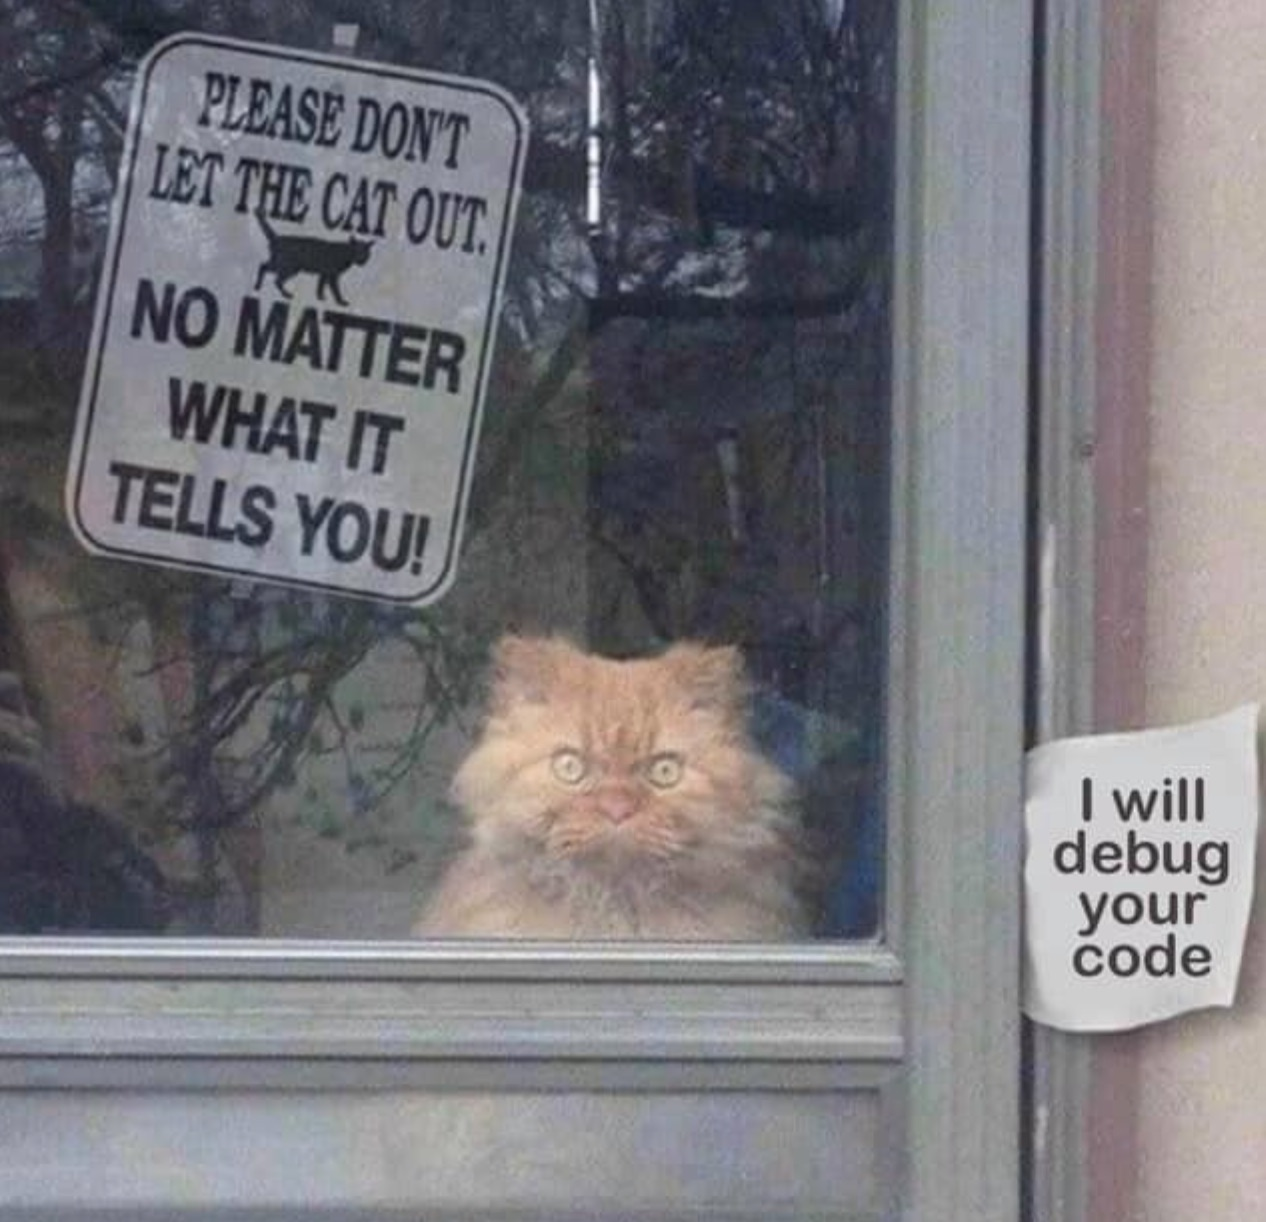 PLEASE DON'T
LET THE CAT OUT.
NO MATTER
WHAT IT
TELLS YOU!
I will
debug
your
code